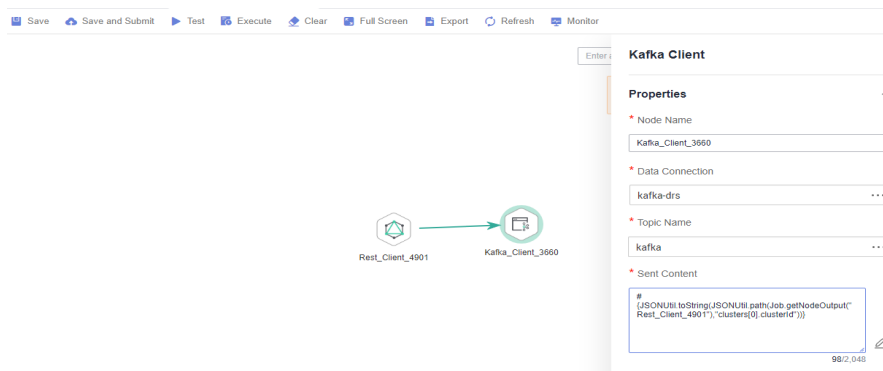 Save Save and Submit Test Execute Clear Full Screen Export Refresh Monitor
Enter
Kafka Client
Properties
* Node Name
Kafka_Client_3660
* Data Connection
kafka-drs
* Topic Name
kafka
* Sent Content
#
{JSONUtil.toString(JSONUtil.path(Job.getNodeOutput("
Rest_Client_4901"),"clusters[0].clusterId"))}
98/2,048
Rest_Client_4901
Kafka_Client_3660